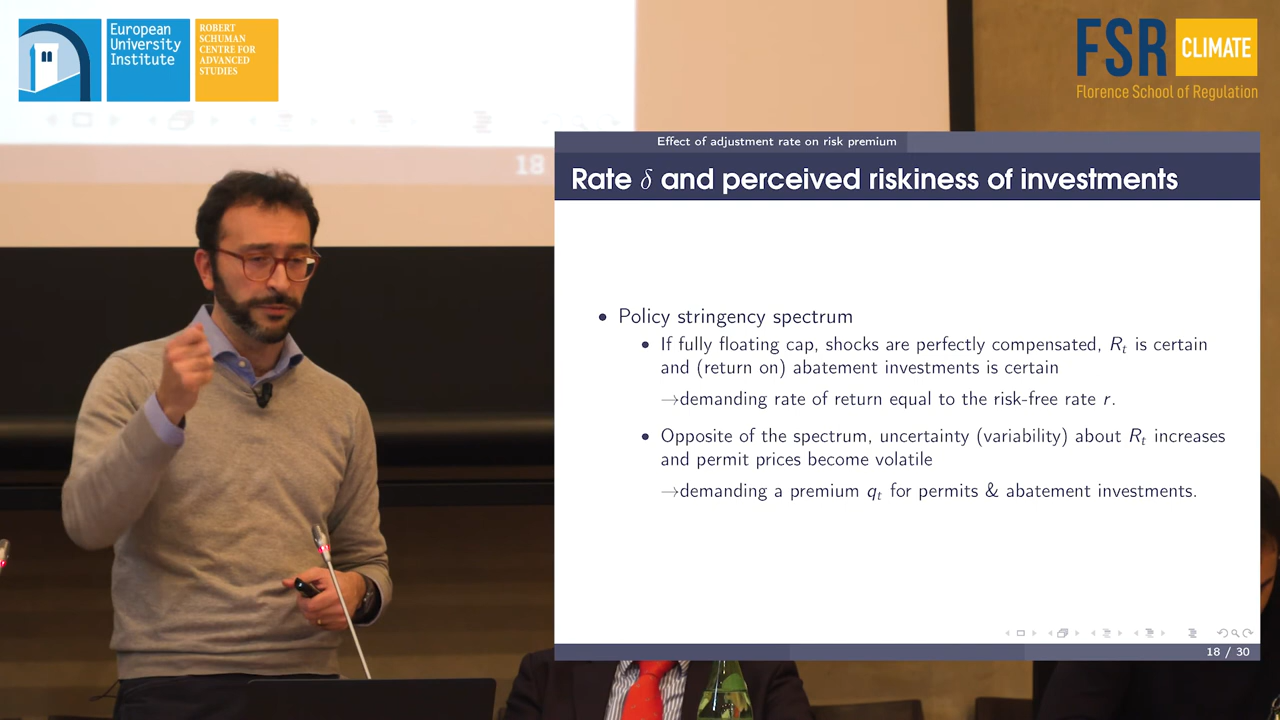 European
University
Institute
ROBERT
SCHUMAN
CENTRE FOR
ADVANCED
STUDIES
FSR CLIMATE
Florence School of Regulation
18
Effect of adjustment rate on risk premium
Rate δ and perceived riskiness of investments
• Policy stringency spectrum
• If fully floating cap, shocks are perfectly compensated, Rt is certain
and (return on) abatement investments is certain
→demanding rate of return equal to the risk-free rate r.
• Opposite of the spectrum, uncertainty (variability) about Rt increases
and permit prices become volatile
→demanding a premium qt for permits & abatement investments.
18 / 30